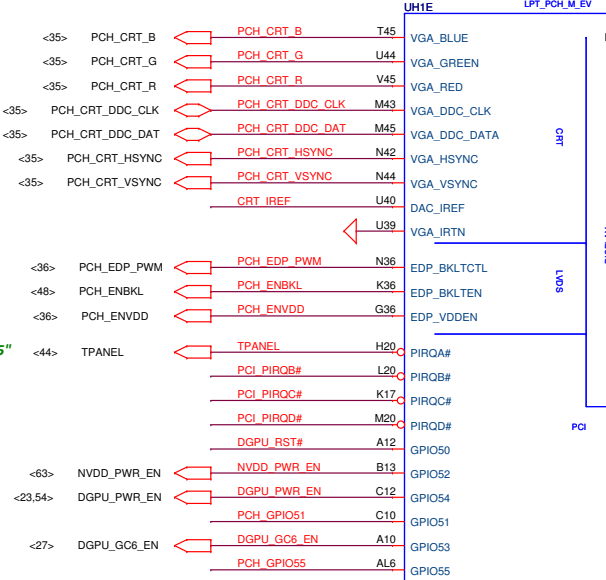 UH1E LPT_PCH_M_EV
<35> PCH_CRT_B PCH_CRT_B T45 VGA_BLUE
<35> PCH_CRT_G PCH_CRT_G U44 VGA_GREEN
<35> PCH_CRT_R PCH_CRT_R V45 VGA_RED
<35> PCH_CRT_DDC_CLK PCH_CRT_DDC_CLK M43 VGA_DDC_CLK
<35> PCH_CRT_DDC_DAT PCH_CRT_DDC_DAT M45 VGA_DDC_DATA
CRT
<35> PCH_CRT_HSYNC PCH_CRT_HSYNC N42 VGA_HSYNC
<35> PCH_CRT_VSYNC PCH_CRT_VSYNC N44 VGA_VSYNC
CRT_IREF U40 DAC_IREF
U39 VGA_IRTN
<36> PCH_EDP_PWM PCH_EDP_PWM N36 EDP_BKLTCTL
LVDS
<48> PCH_ENBKL PCH_ENBKL K36 EDP_BKLTEN
<36> PCH_ENVDD PCH_ENVDD G36 EDP_VDDEN
<44> TPANEL TPANEL H20 PIRQA#
PCI_PIRQB# L20 PIRQB#
PCI_PIRQC# K17 PIRQC#
PCI_PIRQD# M20 PIRQD#
PCI
DGPU_RST# A12 GPIO50
<63> NVDD_PWR_EN NVDD_PWR_EN B13 GPIO52
<23,54> DGPU_PWR_EN DGPU_PWR_EN C12 GPIO54
PCH_GPIO51 C10 GPIO51
<27> DGPU_GC6_EN DGPU_GC6_EN A10 GPIO53
PCH_GPIO55 AL6 GPIO55